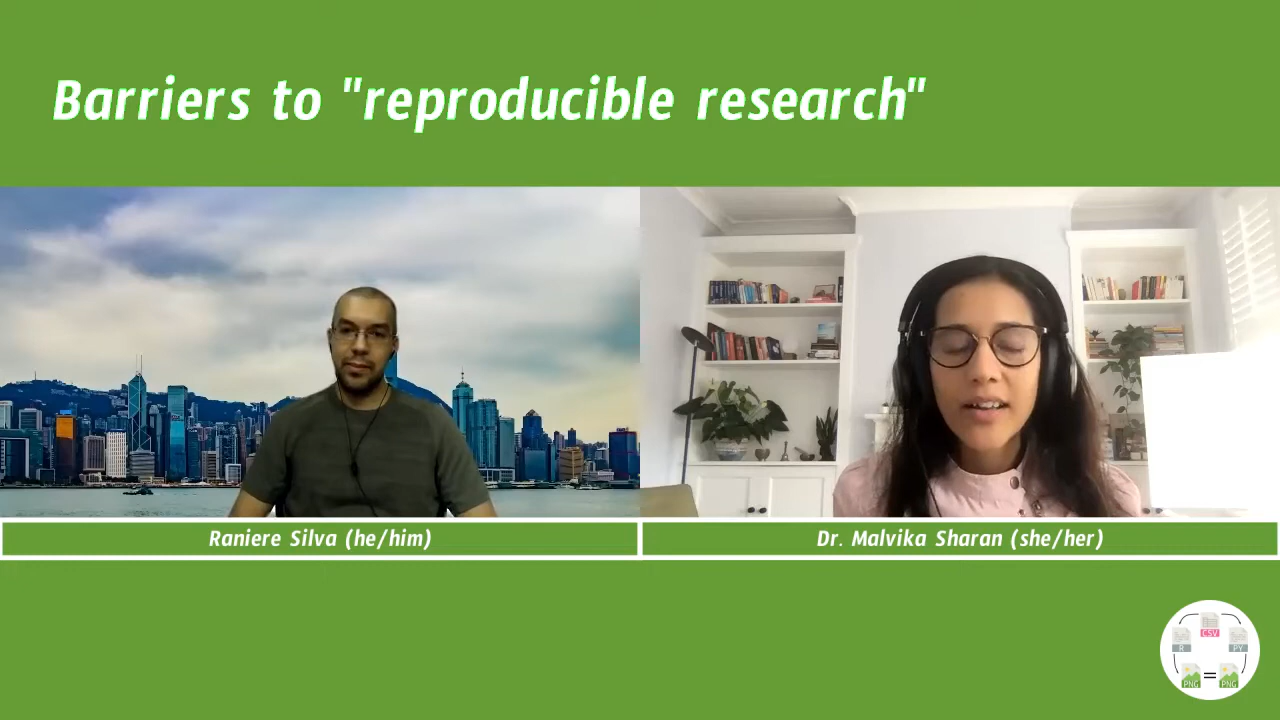 Barriers to "reproducible research"
Raniere Silva (he/him)
Dr. Malvika Sharan (she/her)
CSV
R
PY
PNG
=
PNG